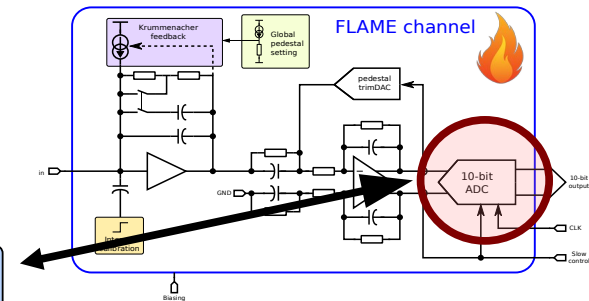 FLAME channel
Krummenacher
feedback
Global
pedestal
setting
pedestal
trimDAC
in
GND
10-bit
ADC
10-bit
output
CLK
Slow
control
Biasing